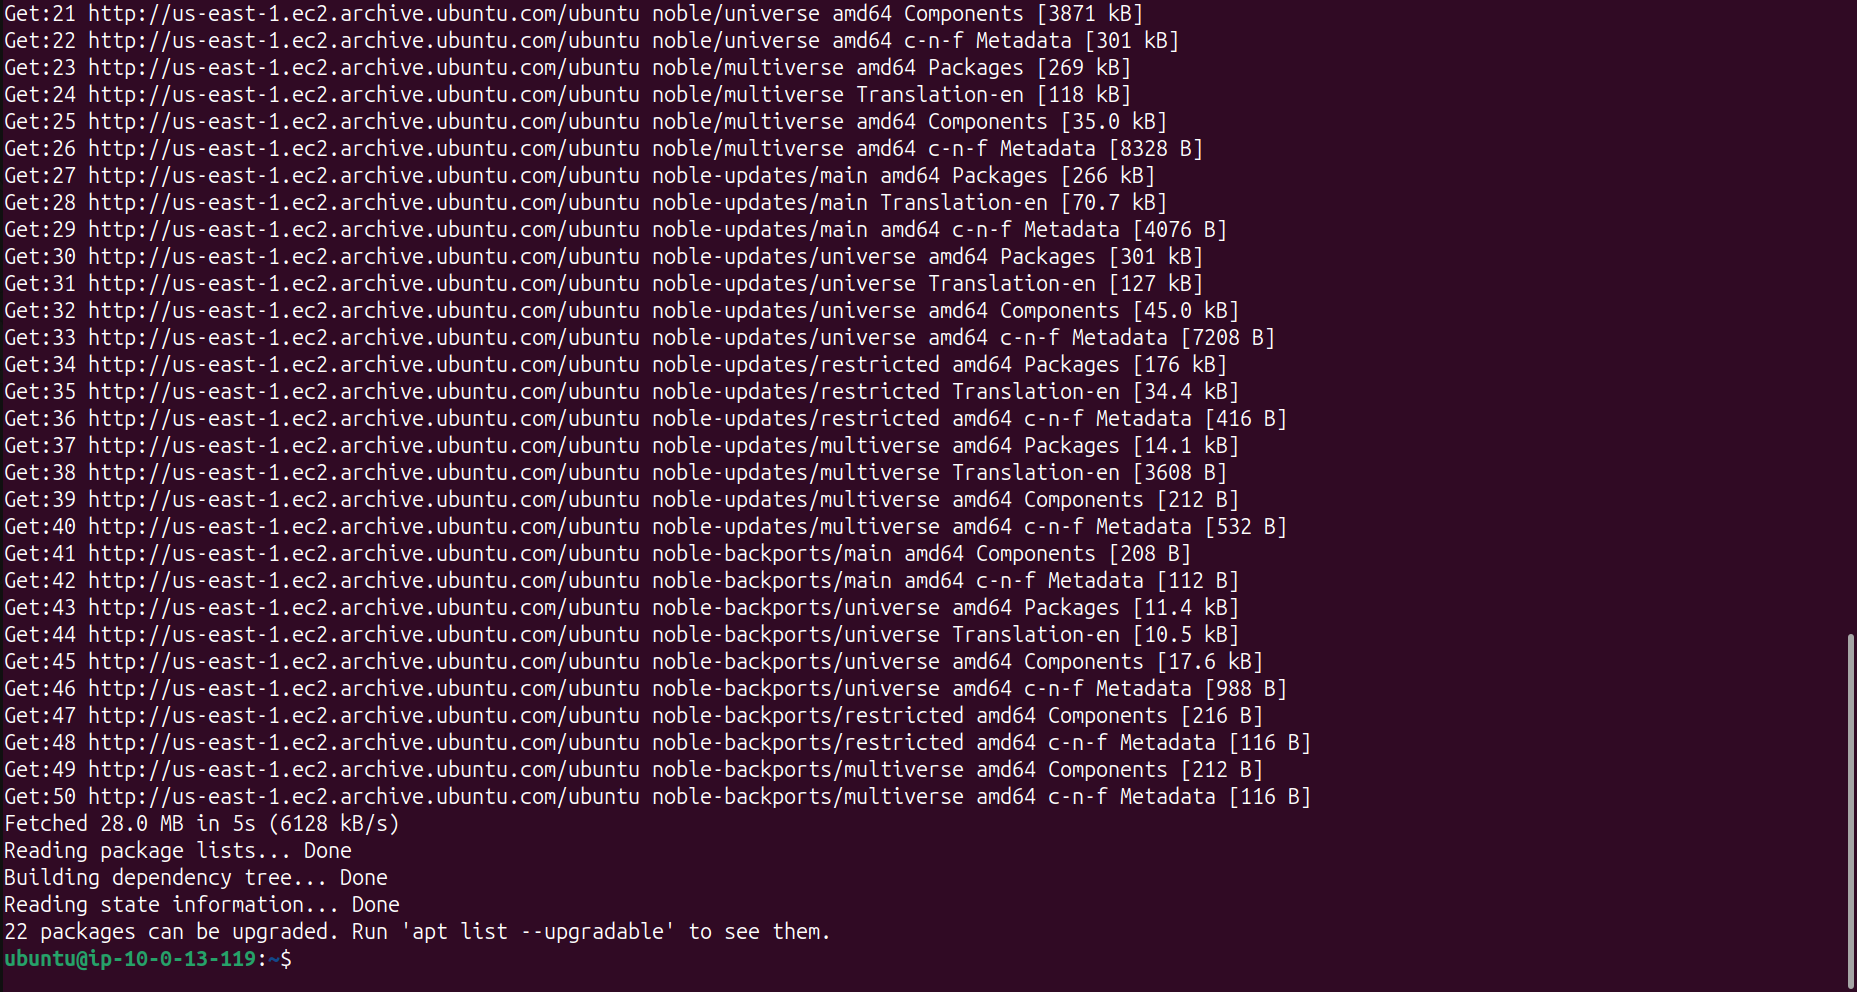 Get:21 http://us-east-1.ec2.archive.ubuntu.com/ubuntu noble/universe amd64 Components [3871 kB]
Get:22 http://us-east-1.ec2.archive.ubuntu.com/ubuntu noble/universe amd64 c-n-f Metadata [301 kB]
Get:23 http://us-east-1.ec2.archive.ubuntu.com/ubuntu noble/multiverse amd64 Packages [269 kB]
Get:24 http://us-east-1.ec2.archive.ubuntu.com/ubuntu noble/multiverse Translation-en [118 kB]
Get:25 http://us-east-1.ec2.archive.ubuntu.com/ubuntu noble/multiverse amd64 Components [35.0 kB]
Get:26 http://us-east-1.ec2.archive.ubuntu.com/ubuntu noble/multiverse amd64 c-n-f Metadata [8328 B]
Get:27 http://us-east-1.ec2.archive.ubuntu.com/ubuntu noble-updates/main amd64 Packages [266 kB]
Get:28 http://us-east-1.ec2.archive.ubuntu.com/ubuntu noble-updates/main Translation-en [70.7 kB]
Get:29 http://us-east-1.ec2.archive.ubuntu.com/ubuntu noble-updates/main amd64 c-n-f Metadata [4076 B]
Get:30 http://us-east-1.ec2.archive.ubuntu.com/ubuntu noble-updates/universe amd64 Packages [301 kB]
Get:31 http://us-east-1.ec2.archive.ubuntu.com/ubuntu noble-updates/universe Translation-en [127 kB]
Get:32 http://us-east-1.ec2.archive.ubuntu.com/ubuntu noble-updates/universe amd64 Components [45.0 kB]
Get:33 http://us-east-1.ec2.archive.ubuntu.com/ubuntu noble-updates/universe amd64 c-n-f Metadata [7208 B]
Get:34 http://us-east-1.ec2.archive.ubuntu.com/ubuntu noble-updates/restricted amd64 Packages [176 kB]
Get:35 http://us-east-1.ec2.archive.ubuntu.com/ubuntu noble-updates/restricted Translation-en [34.4 kB]
Get:36 http://us-east-1.ec2.archive.ubuntu.com/ubuntu noble-updates/restricted amd64 c-n-f Metadata [416 B]
Get:37 http://us-east-1.ec2.archive.ubuntu.com/ubuntu noble-updates/multiverse amd64 Packages [14.1 kB]
Get:38 http://us-east-1.ec2.archive.ubuntu.com/ubuntu noble-updates/multiverse Translation-en [3608 B]
Get:39 http://us-east-1.ec2.archive.ubuntu.com/ubuntu noble-updates/multiverse amd64 Components [212 B]
Get:40 http://us-east-1.ec2.archive.ubuntu.com/ubuntu noble-updates/multiverse amd64 c-n-f Metadata [532 B]
Get:41 http://us-east-1.ec2.archive.ubuntu.com/ubuntu noble-backports/main amd64 Components [208 B]
Get:42 http://us-east-1.ec2.archive.ubuntu.com/ubuntu noble-backports/main amd64 c-n-f Metadata [112 B]
Get:43 http://us-east-1.ec2.archive.ubuntu.com/ubuntu noble-backports/universe amd64 Packages [11.4 kB]
Get:44 http://us-east-1.ec2.archive.ubuntu.com/ubuntu noble-backports/universe Translation-en [10.5 kB]
Get:45 http://us-east-1.ec2.archive.ubuntu.com/ubuntu noble-backports/universe amd64 Components [17.6 kB]
Get:46 http://us-east-1.ec2.archive.ubuntu.com/ubuntu noble-backports/universe amd64 c-n-f Metadata [988 B]
Get:47 http://us-east-1.ec2.archive.ubuntu.com/ubuntu noble-backports/restricted amd64 Components [216 B]
Get:48 http://us-east-1.ec2.archive.ubuntu.com/ubuntu noble-backports/restricted amd64 c-n-f Metadata [116 B]
Get:49 http://us-east-1.ec2.archive.ubuntu.com/ubuntu noble-backports/multiverse amd64 Components [212 B]
Get:50 http://us-east-1.ec2.archive.ubuntu.com/ubuntu noble-backports/multiverse amd64 c-n-f Metadata [116 B]
Fetched 28.0 MB in 5s (6128 kB/s)
Reading package lists... Done
Building dependency tree... Done
Reading state information... Done
22 packages can be upgraded. Run 'apt list --upgradable' to see them.
ubuntu@ip-10-0-13-119:~$